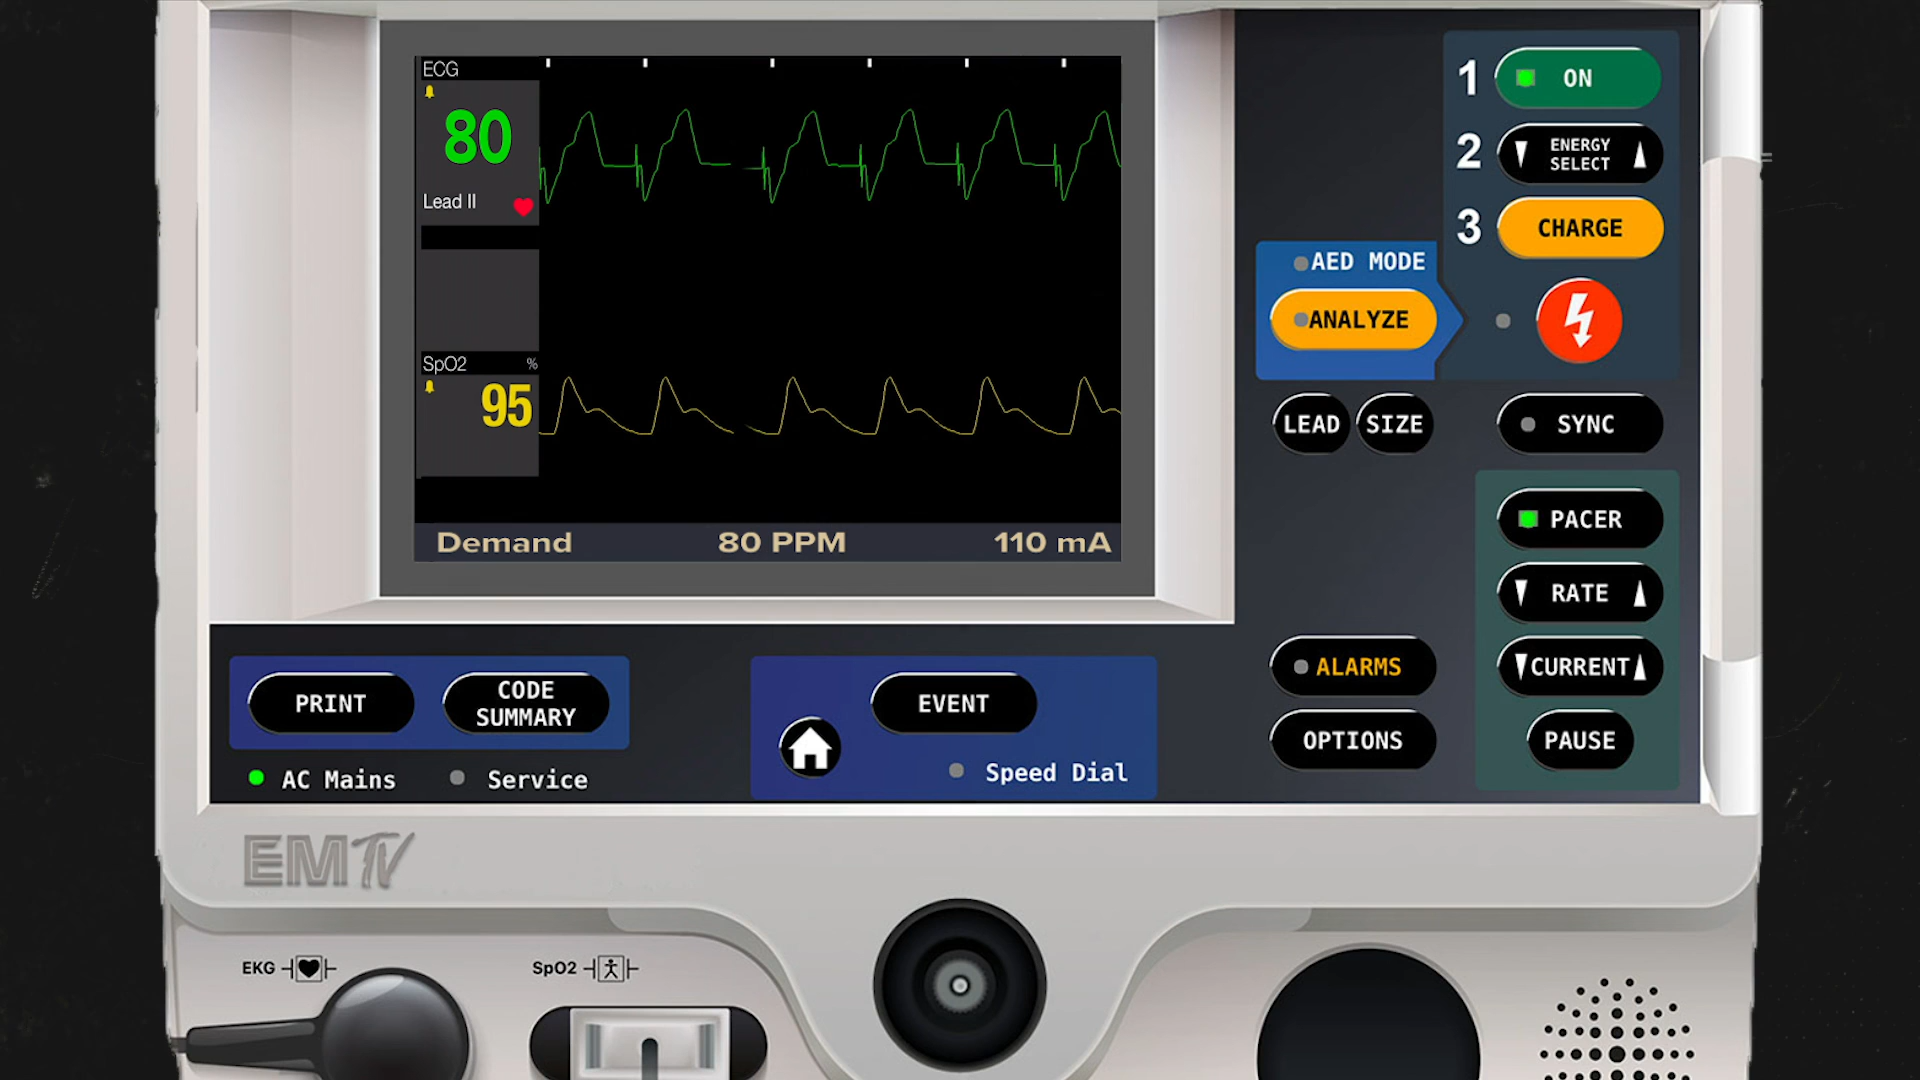 ECG
80
Lead II
SpO2 %
95
Demand 80 PPM 110 mA
1 ON
2 ENERGY
SELECT
3 CHARGE
AED MODE
ANALYZE
LEAD SIZE SYNC
PACER
RATE
CURRENT
PAUSE
ALARMS
OPTIONS
PRINT
CODE
SUMMARY
EVENT
AC Mains Service
Speed Dial
EMTV
EKG
SpO2